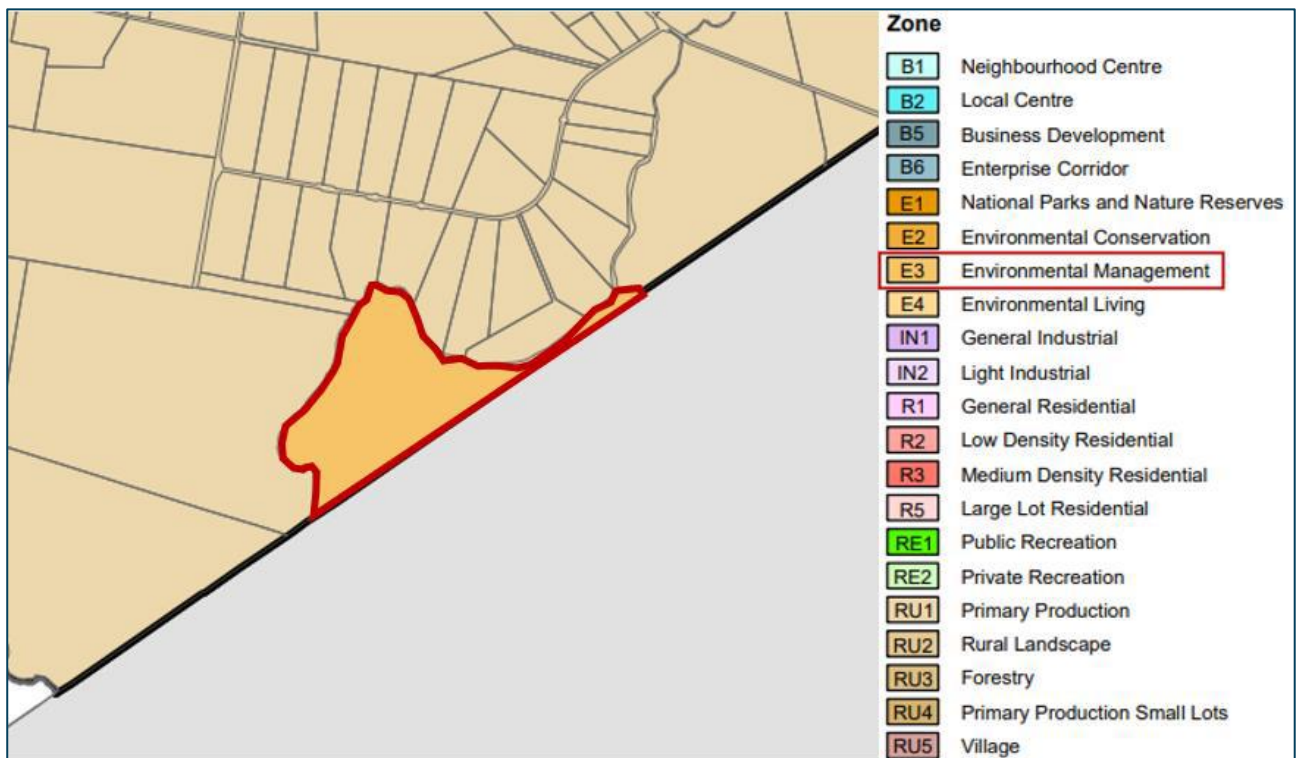 Zone
B1 Neighbourhood Centre
B2 Local Centre
B5 Business Development
B6 Enterprise Corridor
E1 National Parks and Nature Reserves
E2 Environmental Conservation
E3 Environmental Management
E4 Environmental Living
IN1 General Industrial
IN2 Light Industrial
R1 General Residential
R2 Low Density Residential
R3 Medium Density Residential
R5 Large Lot Residential
RE1 Public Recreation
RE2 Private Recreation
RU1 Primary Production
RU2 Rural Landscape
RU3 Forestry
RU4 Primary Production Small Lots
RU5 Village